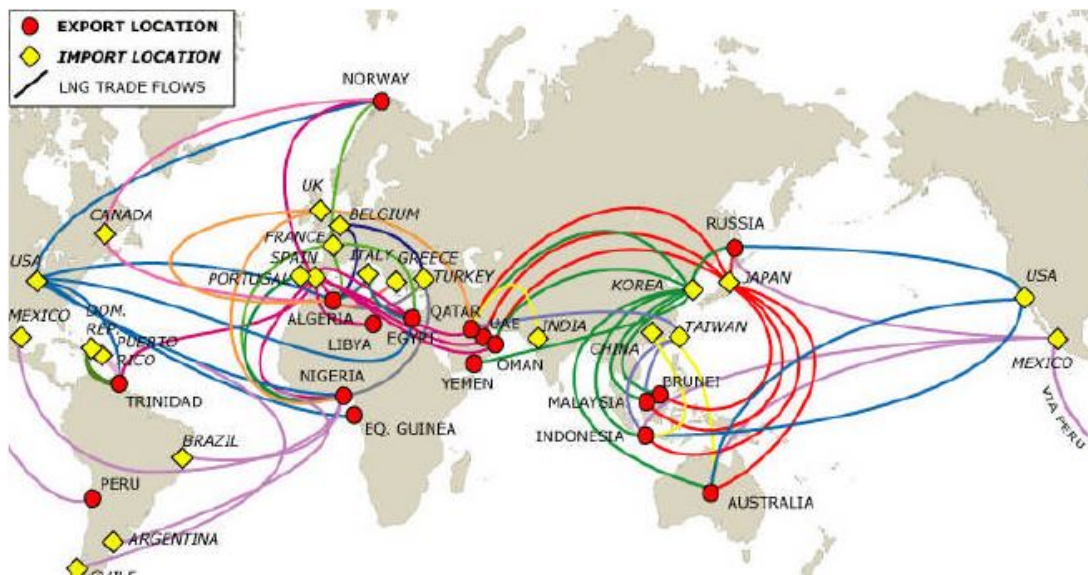 EXPORT LOCATION
IMPORT LOCATION
LNG TRADE FLOWS
NORWAY
UK
CANADA
BELGIUM
RUSSIA
FRANCE
ITALY
GREECE
USA
SPAIN
PORTUGAL
TURKEY
KOREA
JAPAN
USA
MEXICO
DOM.
REP.
PUERTO
RICO
ALGERIA
LIBYA
EGYPT
QATAR
UAE
INDIA
CHINA
TAIWAN
OMAN
YEMEN
MEXICO
TRINIDAD
NIGERIA
BRUNEI
MALAYSIA
EQ. GUINEA
INDONESIA
BRAZIL
VIA PERU
PERU
AUSTRALIA
ARGENTINA
CHILE